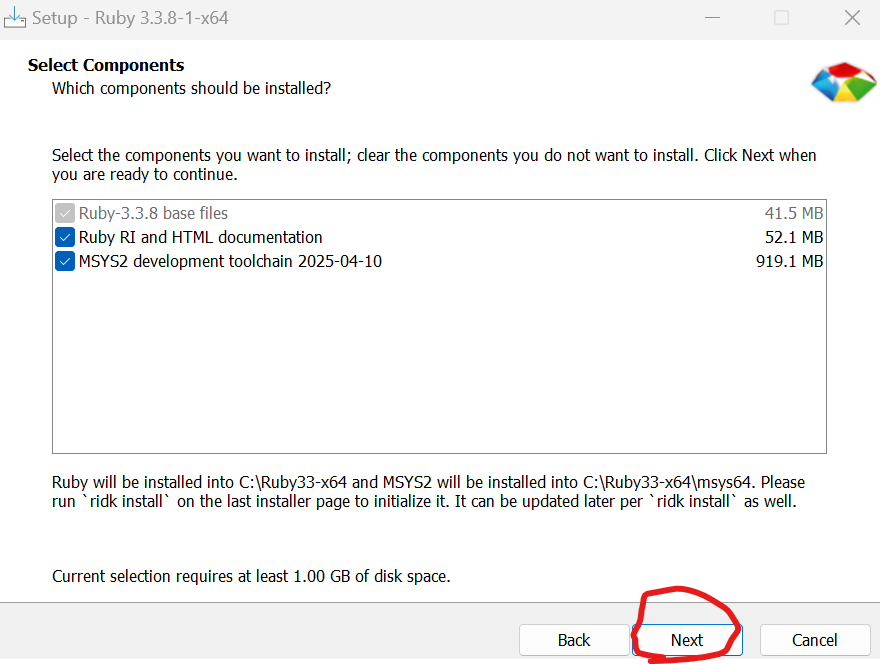 Setup - Ruby 3.3.8-1-x64
Select Components
Which components should be installed?
Select the components you want to install; clear the components you do not want to install. Click Next when
you are ready to continue.
Ruby-3.3.8 base files 41.5 MB
Ruby RI and HTML documentation 52.1 MB
MSYS2 development toolchain 2025-04-10 919.1 MB
Ruby will be installed into C:\Ruby33-x64 and MSYS2 will be installed into C:\Ruby33-x64\msys64. Please
run `ridk install` on the last installer page to initialize it. It can be updated later per `ridk install` as well.
Current selection requires at least 1.00 GB of disk space.
Back Next Cancel